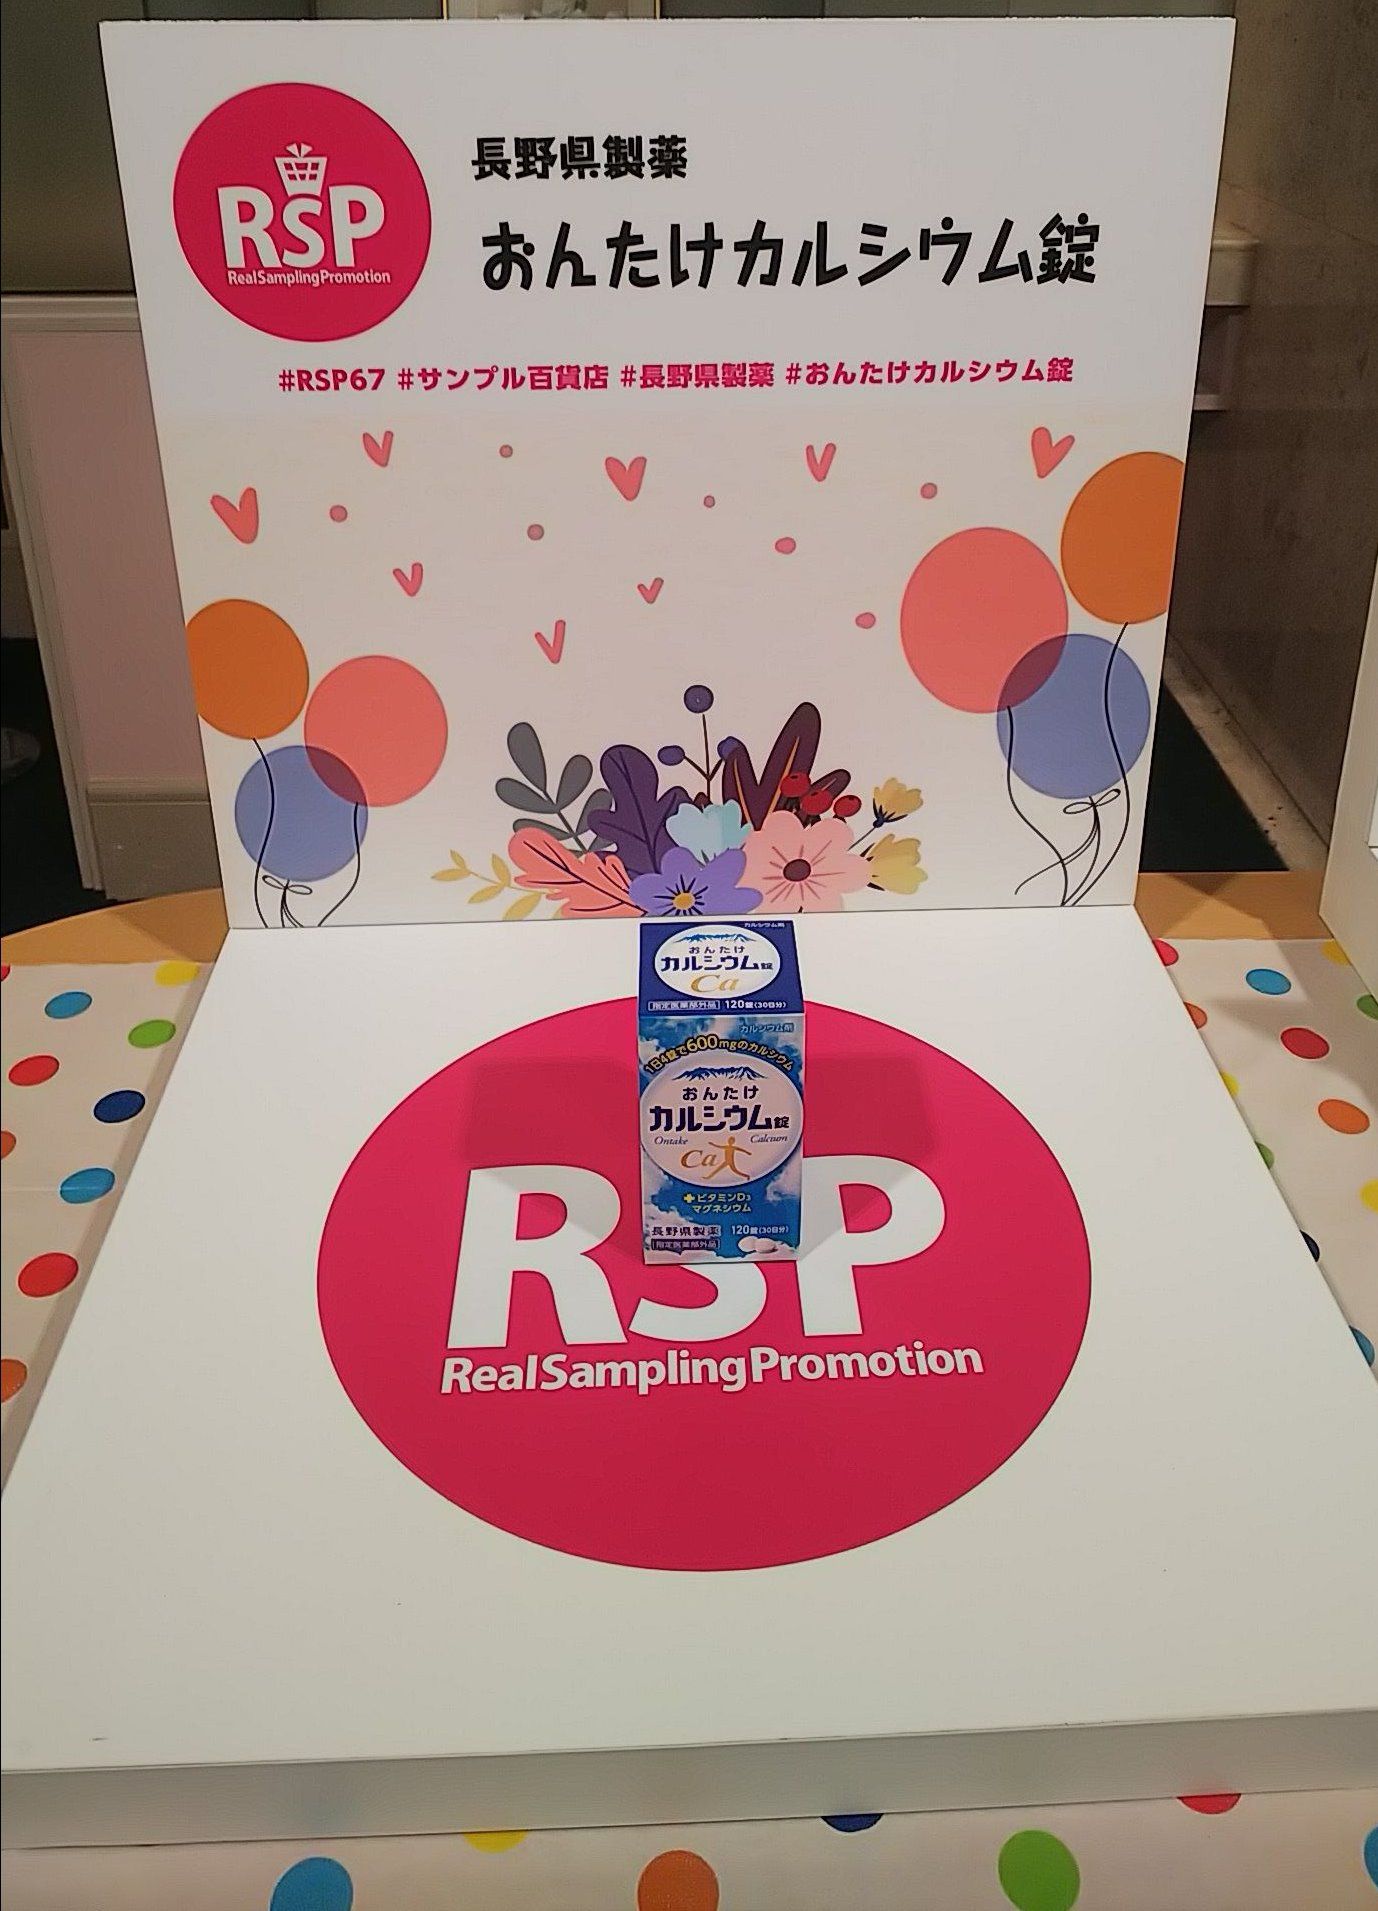 RSP
RealSamplingPromotion
長野県製薬
おんたけカルシウム錠
#RSP67 #サンプル百貨店 #長野県製薬 #おんたけカルシウム錠
カルシウム剤
おんたけ
カルシウム錠
Ca
指定医薬部外品 120錠(30日分)
カルシウム剤
1日4錠で600mgのカルシウム
おんたけ
カルシウム錠
Ontake Calcium
Ca
+ビタミンD3
マグネシウム
長野県製薬 120錠(30日分)
指定医薬部外品
RSP
RealSamplingPromotion